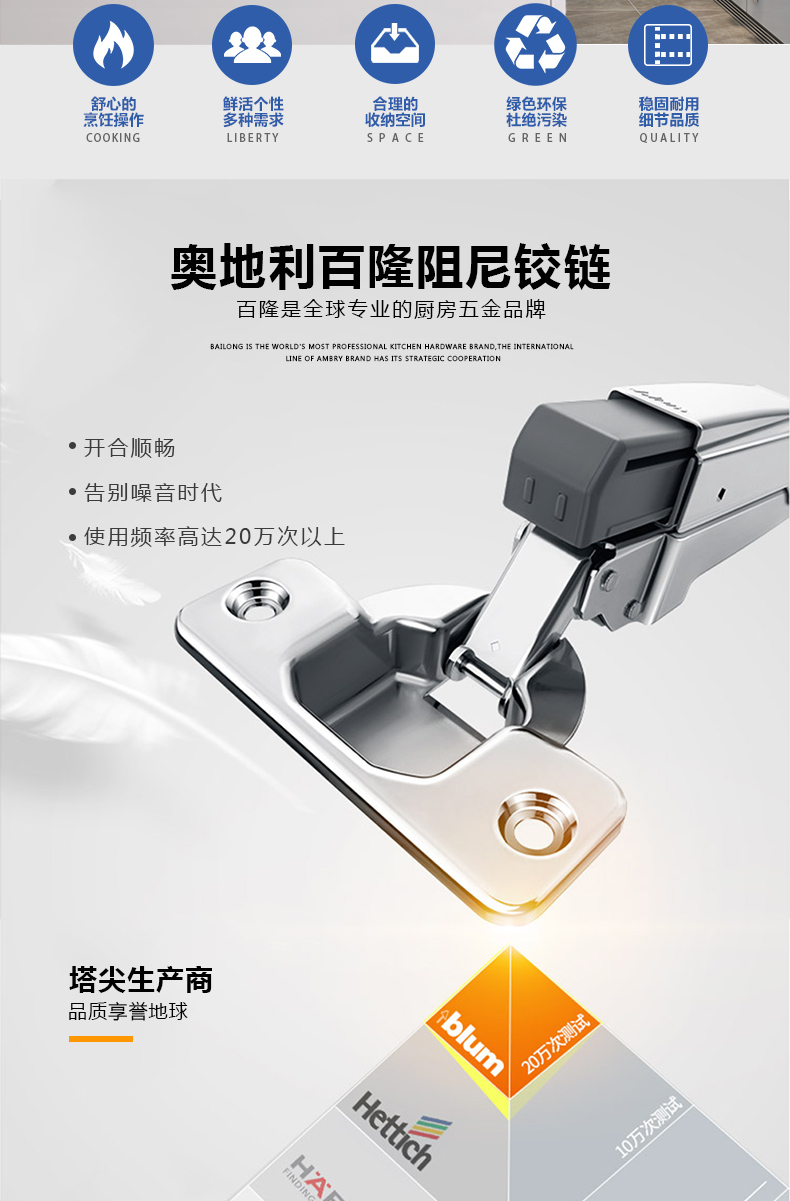 舒心的
烹饪操作
COOKING
鲜活个性
多种需求
LIBERTY
合理的
收纳空间
SPACE
绿色环保
杜绝污染
GREEN
稳固耐用
细节品质
QUALITY
奥地利百隆阻尼铰链
百隆是全球专业的厨房五金品牌
BAILONG IS THE WORLD'S MOST PROFESSIONAL KITCHEN HARDWARE BRAND,THE INTERNATIONAL
LINE OF AMBRY BRAND HAS ITS STRATEGIC COOPERATION
• 开合顺畅
• 告别噪音时代
• 使用频率高达20万次以上
塔尖生产商
品质享誉地球
blum
20万次测试
Hettich
10万次测试